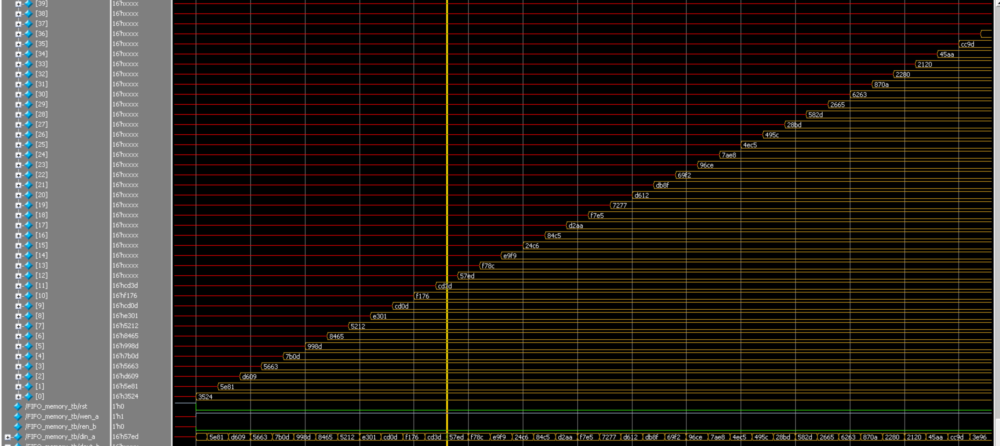 [39] 16'hxxxx
[38] 16'hxxxx
[37] 16'hxxxx
[36] 16'hxxxx
[35] 16'hxxxx cc9d
[34] 16'hxxxx 45aa
[33] 16'hxxxx 2120
[32] 16'hxxxx 2280
[31] 16'hxxxx 870a
[30] 16'hxxxx 6263
[29] 16'hxxxx 2665
[28] 16'hxxxx 582d
[27] 16'hxxxx 28bd
[26] 16'hxxxx 495c
[25] 16'hxxxx 4ec5
[24] 16'hxxxx 7ae8
[23] 16'hxxxx 96ce
[22] 16'hxxxx 69f2
[21] 16'hxxxx db8f
[20] 16'hxxxx d612
[19] 16'hxxxx 7277
[18] 16'hxxxx f7e5
[17] 16'hxxxx d2aa
[16] 16'hxxxx 84c5
[15] 16'hxxxx 24c6
[14] 16'hxxxx e9f9
[13] 16'hxxxx f78c
[12] 16'hxxxx 57ed
[11] 16'hcd3d cd3d
[10] 16'hf176 f176
[9] 16'hcd0d cd0d
[8] 16'he301 e301
[7] 16'h5212 5212
[6] 16'h8465 8465
[5] 16'h998d 998d
[4] 16'h7b0d 7b0d
[3] 16'h5663 5663
[2] 16'hd609 d609
[1] 16'h5e81 5e81
[0] 16'h3524 3524
/FIFO_memory_tb/rst 1'h0
/FIFO_memory_tb/wen_a 1'h1
/FIFO_memory_tb/ren_b 1'h0
/FIFO_memory_tb/din_a 16'h57ed 5e81 d609 5663 7b0d 998d 8465 5212 e301 cd0d f176 cd3d 57ed f78c e9f9 24c6 84c5 d2aa f7e5 7277 d612 db8f 69f2 96ce 7ae8 4ec5 495c 28bd 582d 2665 6263 870a 2280 2120 45aa cc9d 3e96